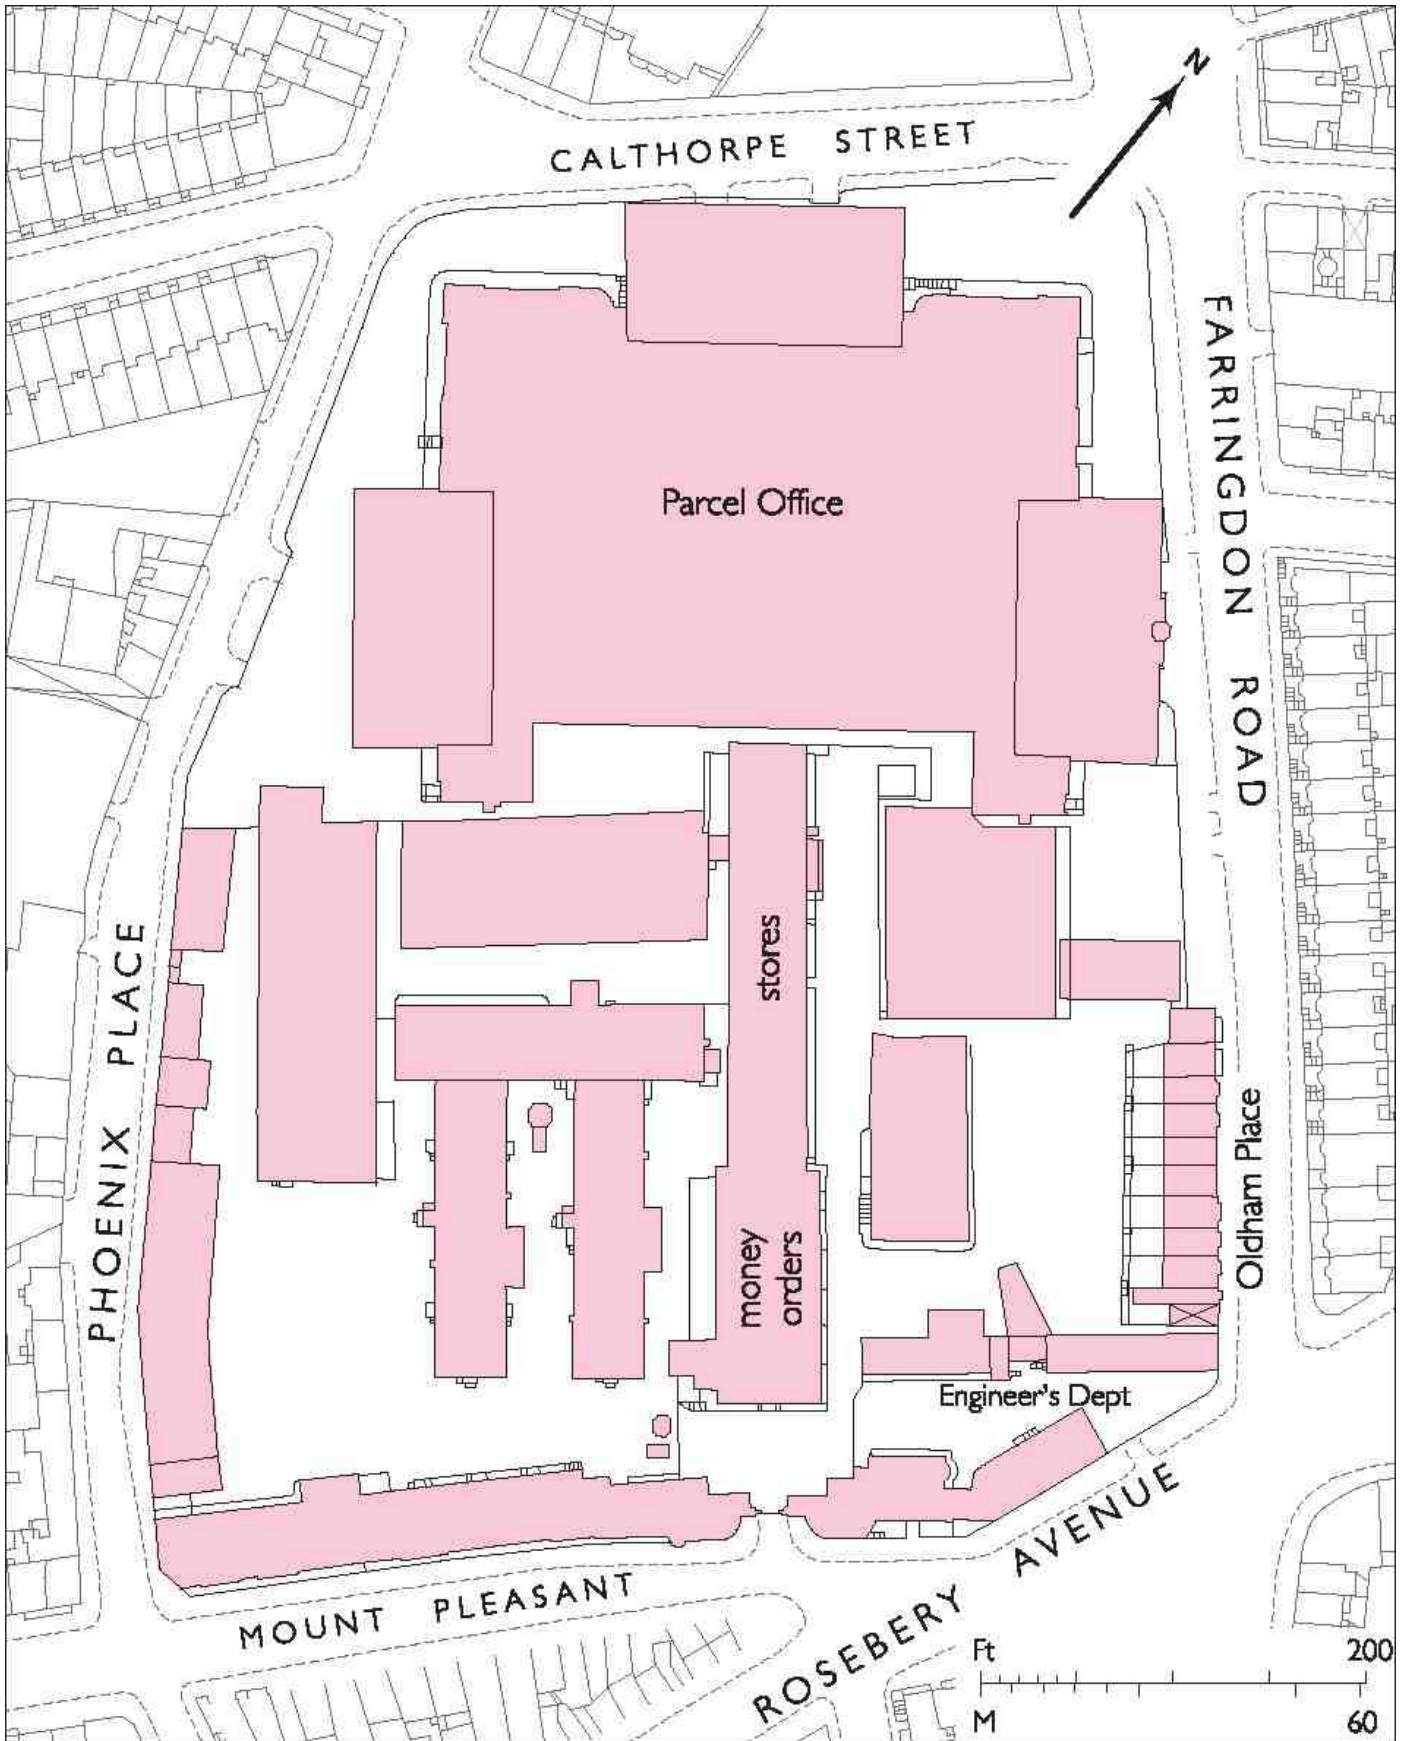 N
CALTHORPE STREET
FARRINGDON ROAD
Parcel Office
stores
PHOENIX PLACE
Oldham Place
money
orders
Engineer's Dept
MOUNT PLEASANT
ROSEBERY AVENUE
Ft 200
M 60